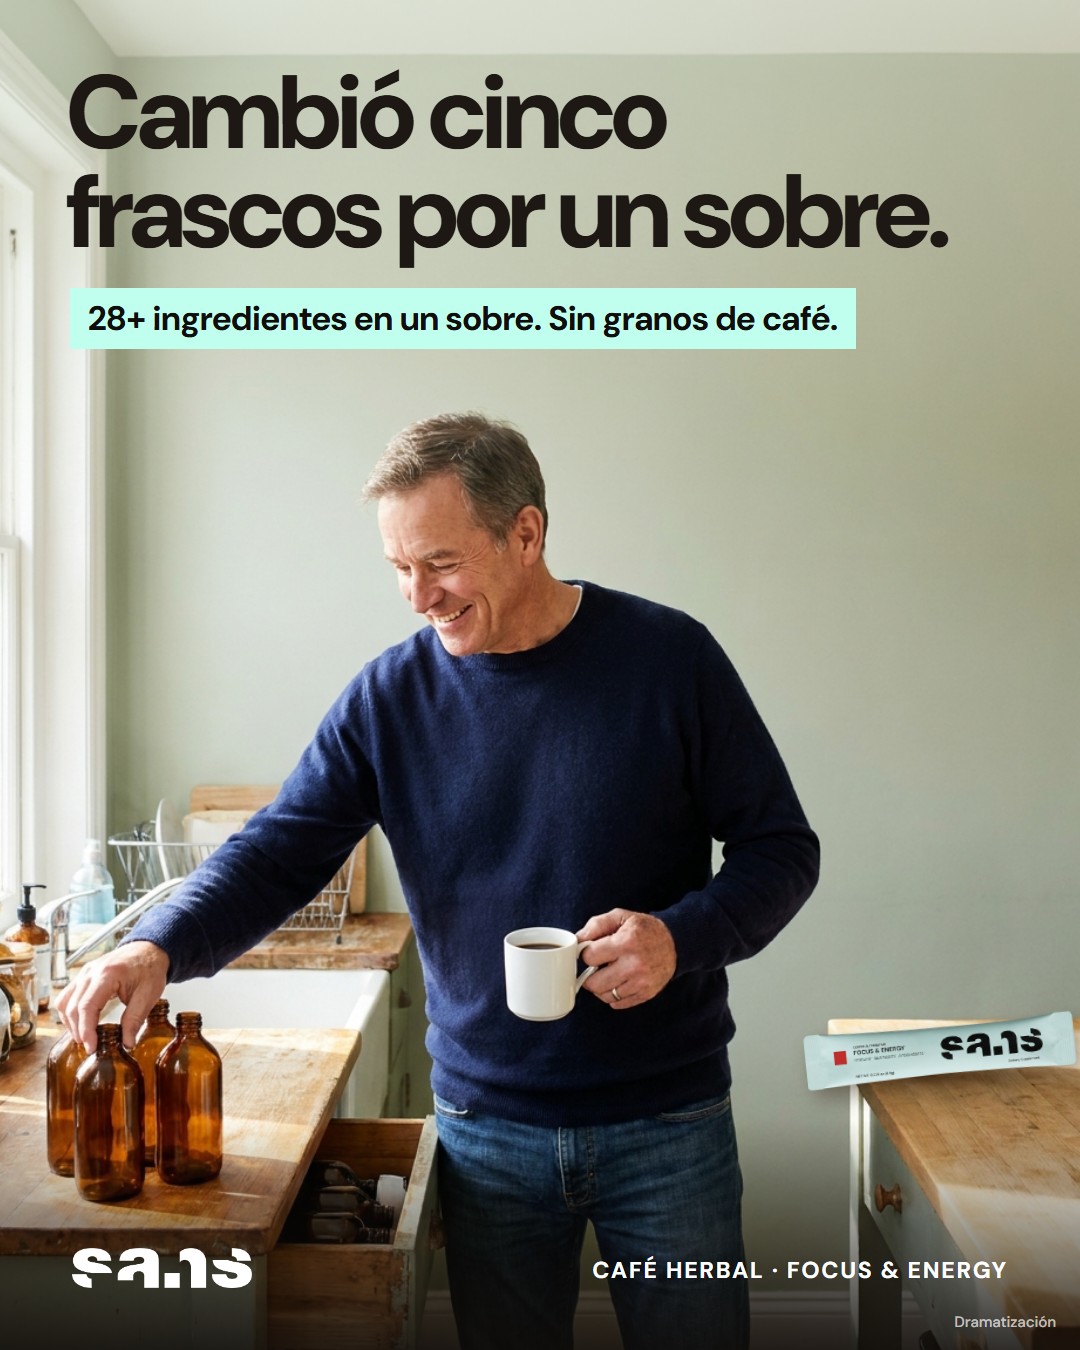 Cambió cinco
frascos por un sobre.
28+ ingredientes en un sobre. Sin granos de café.
FOCUS & ENERGY
sans
sans
CAFÉ HERBAL · FOCUS & ENERGY
Dramatización